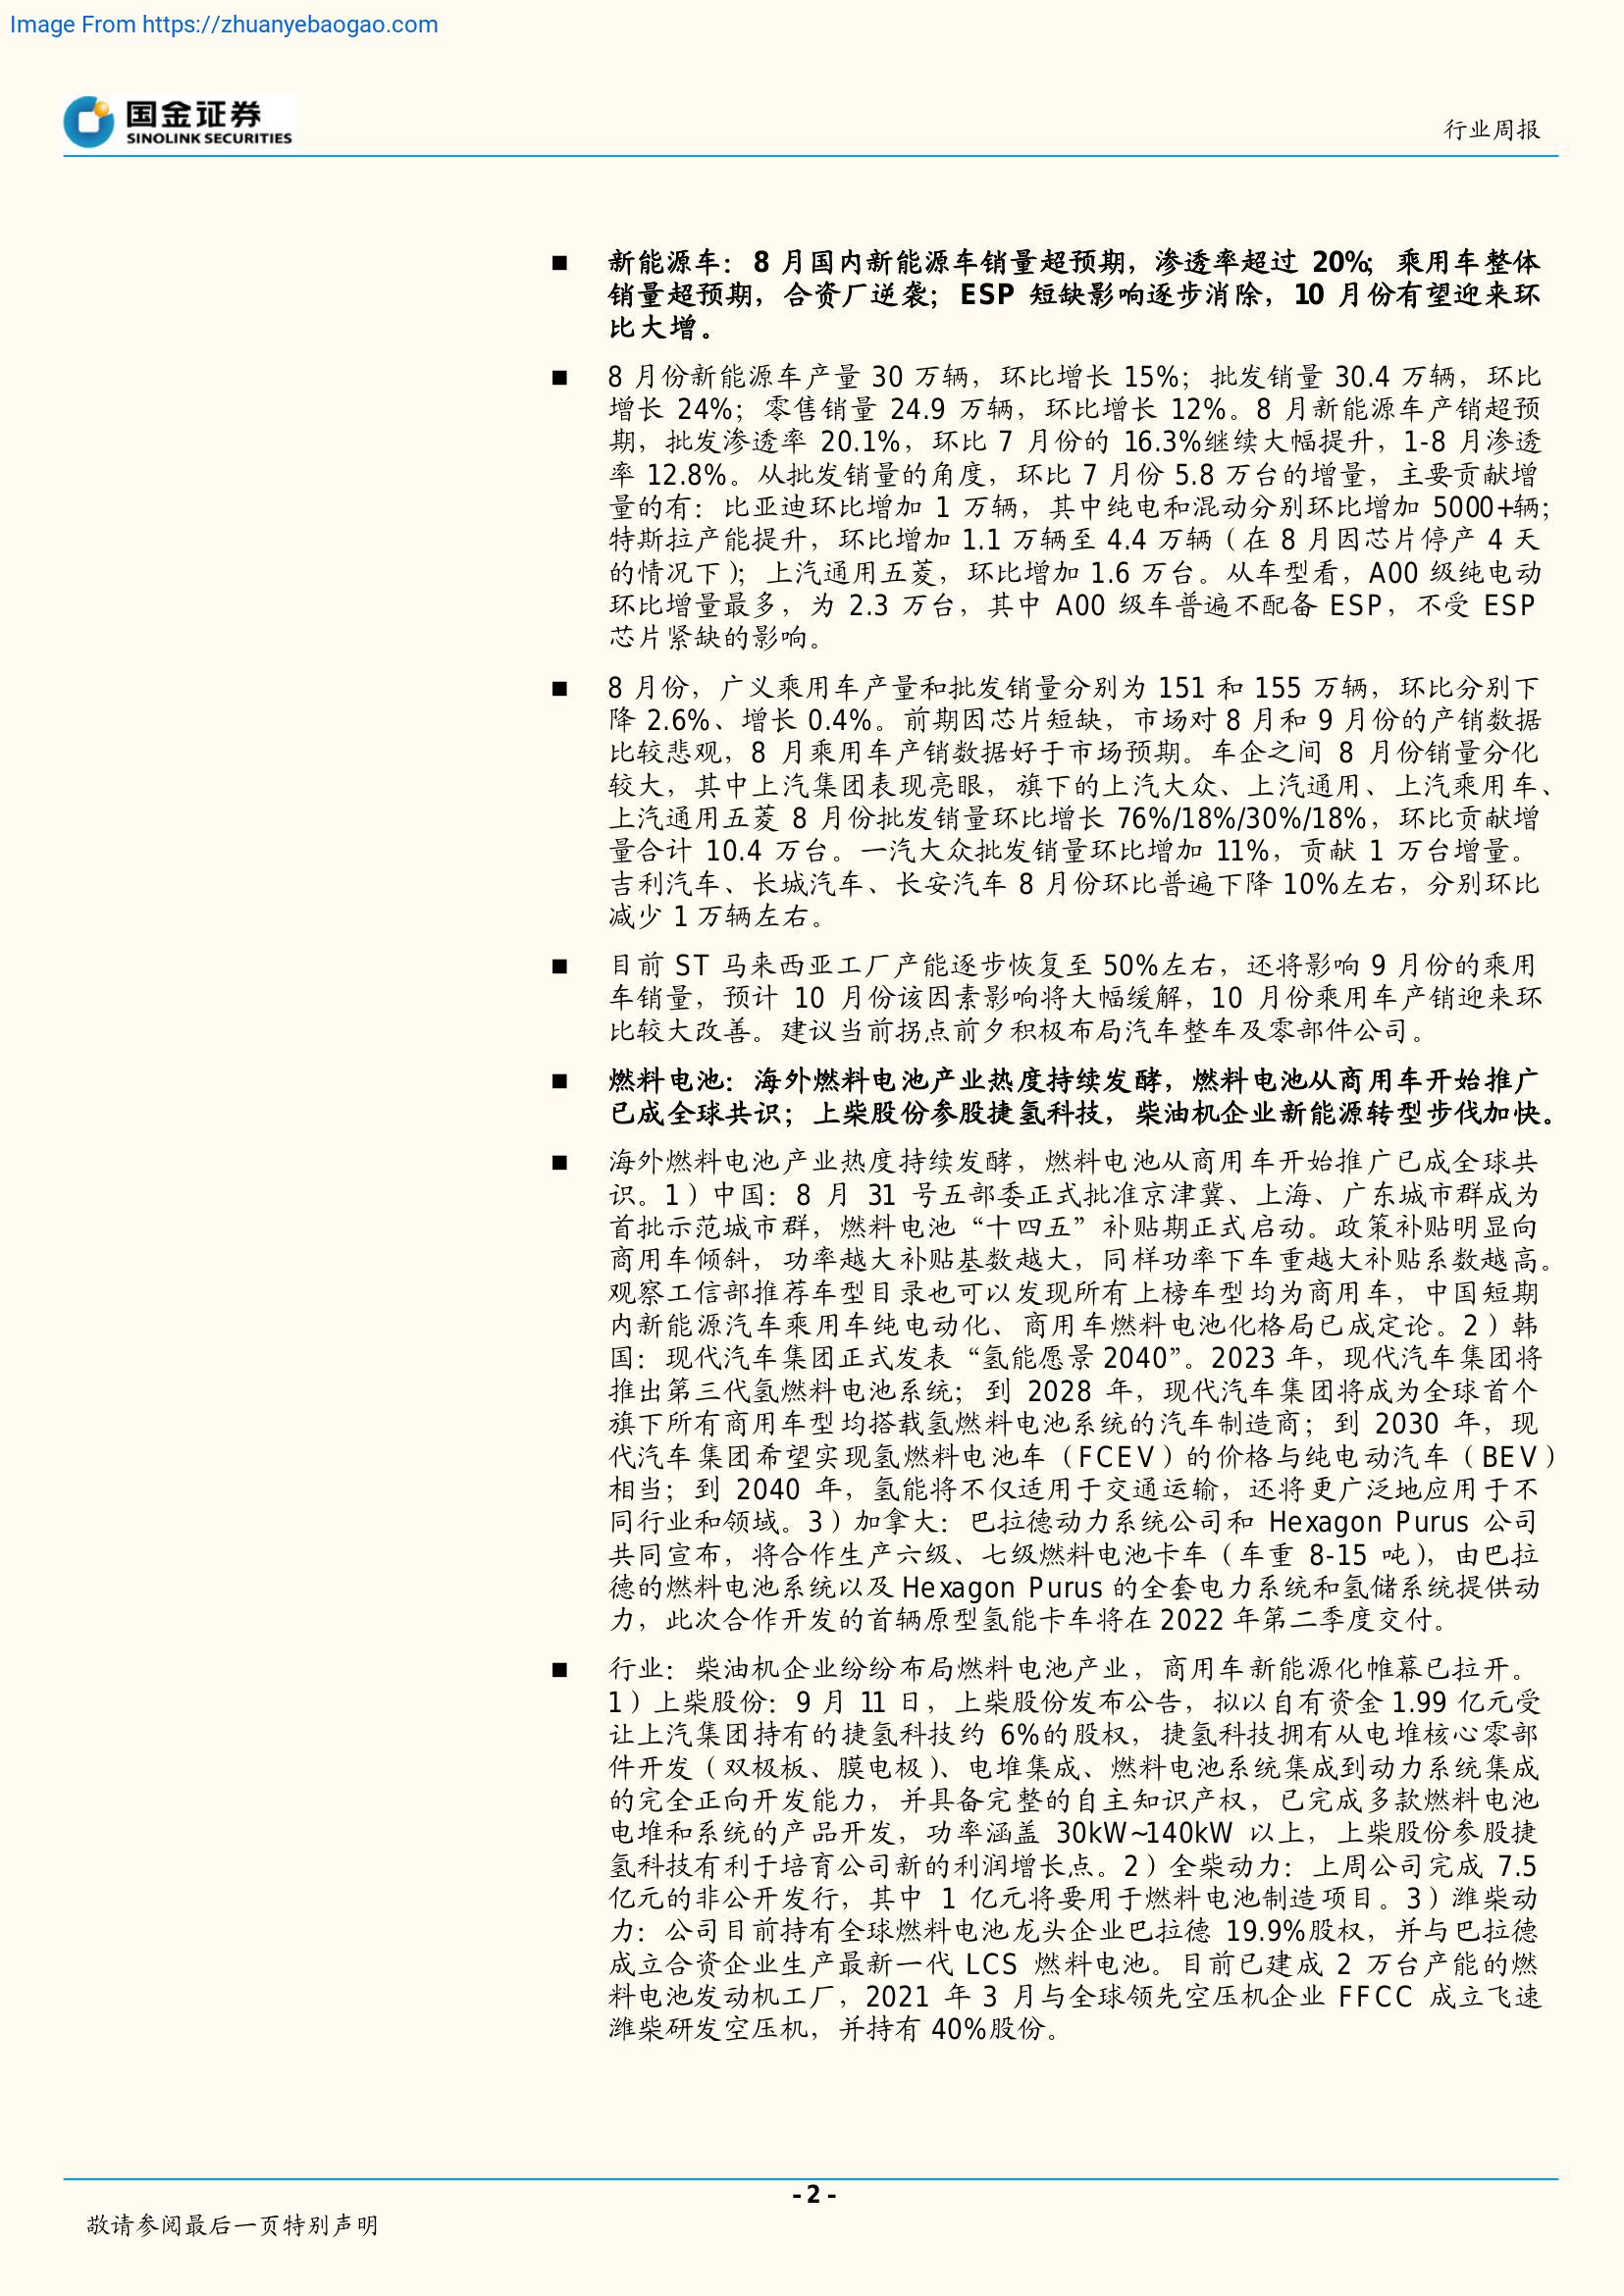 Image From https://zhuanyebaogao.com
国金证券
SINOLINK SECURITIES
行业周报
■ 新能源车：8 月国内新能源车销量超预期，渗透率超过 20%；乘用车整体
销量超预期，合资厂逆袭；ESP 短缺影响逐步消除，10 月份有望迎来环
比大增。
■ 8 月份新能源车产量 30 万辆，环比增长 15%；批发销量 30.4 万辆，环比
增长 24%；零售销量 24.9 万辆，环比增长 12%。8 月新能源车产销超预
期，批发渗透率 20.1%，环比 7 月份的 16.3%继续大幅提升，1-8 月渗透
率 12.8%。从批发销量的角度，环比 7 月份 5.8 万台的增量，主要贡献增
量的有：比亚迪环比增加 1 万辆，其中纯电和混动分别环比增加 5000+辆；
特斯拉产能提升，环比增加 1.1 万辆至 4.4 万辆（在 8 月因芯片停产 4 天
的情况下）；上汽通用五菱，环比增加 1.6 万台。从车型看，A00 级纯电动
环比增量最多，为 2.3 万台，其中 A00 级车普遍不配备 ESP，不受 ESP
芯片紧缺的影响。
■ 8 月份，广义乘用车产量和批发销量分别为 151 和 155 万辆，环比分别下
降 2.6%、增长 0.4%。前期因芯片短缺，市场对 8 月和 9 月份的产销数据
比较悲观，8 月乘用车产销数据好于市场预期。车企之间 8 月份销量分化
较大，其中上汽集团表现亮眼，旗下的上汽大众、上汽通用、上汽乘用车、
上汽通用五菱 8 月份批发销量环比增长 76%/18%/30%/18%，环比贡献增
量合计 10.4 万台。一汽大众批发销量环比增加 11%，贡献 1 万台增量。
吉利汽车、长城汽车、长安汽车 8 月份环比普遍下降 10%左右，分别环比
减少 1 万辆左右。
■ 目前 ST 马来西亚工厂产能逐步恢复至 50%左右，还将影响 9 月份的乘用
车销量，预计 10 月份该因素影响将大幅缓解，10 月份乘用车产销迎来环
比较大改善。建议当前拐点前夕积极布局汽车整车及零部件公司。
■ 燃料电池：海外燃料电池产业热度持续发酵，燃料电池从商用车开始推广
已成全球共识；上柴股份参股捷氢科技，柴油机企业新能源转型步伐加快。
■ 海外燃料电池产业热度持续发酵，燃料电池从商用车开始推广已成全球共
识。1）中国：8 月 31 号五部委正式批准京津冀、上海、广东城市群成为
首批示范城市群，燃料电池“十四五”补贴期正式启动。政策补贴明显向
商用车倾斜，功率越大补贴基数越大，同样功率下车重越大补贴系数越高。
观察工信部推荐车型目录也可以发现所有上榜车型均为商用车，中国短期
内新能源汽车乘用车纯电动化、商用车燃料电池化格局已成定论。2）韩
国：现代汽车集团正式发表“氢能愿景 2040”。2023 年，现代汽车集团将
推出第三代氢燃料电池系统；到 2028 年，现代汽车集团将成为全球首个
旗下所有商用车型均搭载氢燃料电池系统的汽车制造商；到 2030 年，现
代汽车集团希望实现氢燃料电池车（FCEV）的价格与纯电动汽车（BEV）
相当；到 2040 年，氢能将不仅适用于交通运输，还将更广泛地应用于不
同行业和领域。3）加拿大：巴拉德动力系统公司和 Hexagon Purus 公司
共同宣布，将合作生产六级、七级燃料电池卡车（车重 8-15 吨），由巴拉
德的燃料电池系统以及 Hexagon Purus 的全套电力系统和氢储系统提供动
力，此次合作开发的首辆原型氢能卡车将在 2022 年第二季度交付。
■ 行业：柴油机企业纷纷布局燃料电池产业，商用车新能源化帷幕已拉开。
1）上柴股份：9 月 11 日，上柴股份发布公告，拟以自有资金 1.99 亿元受
让上汽集团持有的捷氢科技约 6%的股权，捷氢科技拥有从电堆核心零部
件开发（双极板、膜电极）、电堆集成、燃料电池系统集成到动力系统集成
的完全正向开发能力，并具备完整的自主知识产权，已完成多款燃料电池
电堆和系统的产品开发，功率涵盖 30kW~140kW 以上，上柴股份参股捷
氢科技有利于培育公司新的利润增长点。2）全柴动力：上周公司完成 7.5
亿元的非公开发行，其中 1 亿元将要用于燃料电池制造项目。3）潍柴动
力：公司目前持有全球燃料电池龙头企业巴拉德 19.9%股权，并与巴拉德
成立合资企业生产最新一代 LCS 燃料电池。目前已建成 2 万台产能的燃
料电池发动机工厂，2021 年 3 月与全球领先空压机企业 FFCC 成立飞速
潍柴研发空压机，并持有 40%股份。
- 2 -
敬请参阅最后一页特别声明